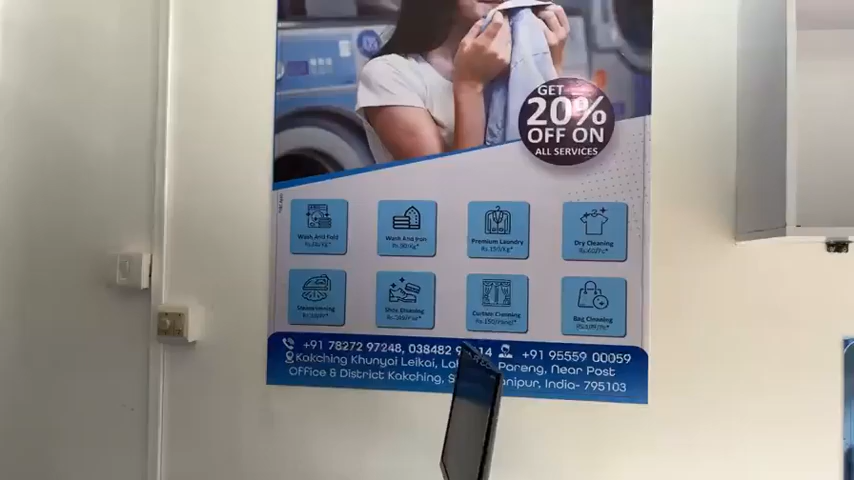 GET
20%
OFF ON
ALL SERVICES
Wash And Fold
Wash And Iron
Premium Laundry
Dry Cleaning
Steam Ironing
Shoe Cleaning
Curtain Cleaning
Bag Cleaning
+91 78272 97248, 038482 +91 95559 00059
Kakching Khunyai Leikai, Pareng, Near Post
Office & District Kakching, India- 795103